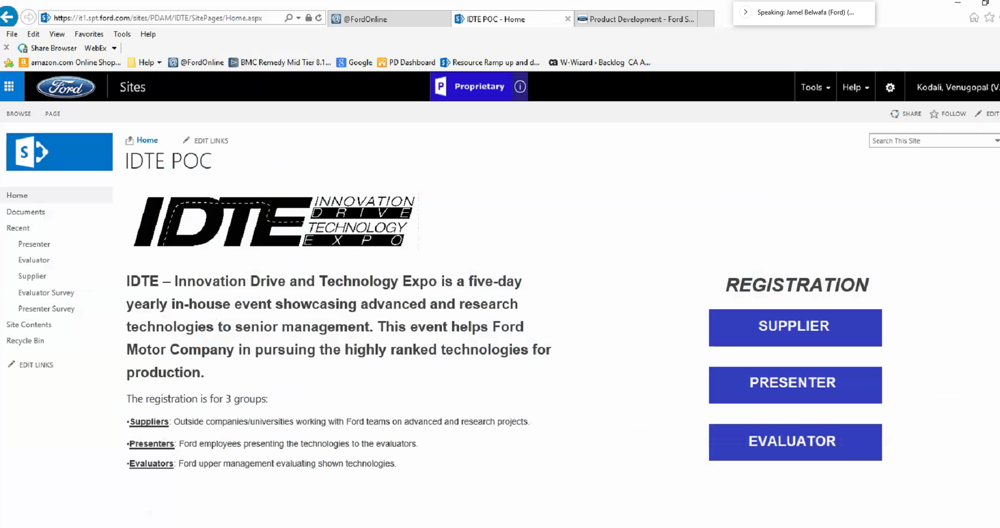 https://it1.spt.ford.com/sites/PDAM/IDTE/SitePages/Home.aspx
@FordOnline
IDTE POC - Home
Product Development - Ford S...
Speaking: Jamel Belwafa (Ford) (...
File Edit View Favorites Tools Help
Share Browser WebEx
amazon.com Online Shop... Help @FordOnline BMC Remedy Mid Tier 8.1... Google PD Dashboard Resource Ramp up and d... W-Wizard › Backlog CA A...
Ford Sites P Proprietary Tools Help Kodali, Venugopal (V.
BROWSE PAGE SHARE FOLLOW EDIT
Home EDIT LINKS Search This Site
IDTE POC
Home
Documents
Recent
Presenter
Evaluator
Supplier
Evaluator Survey
Presenter Survey
Site Contents
Recycle Bin
EDIT LINKS
IDTE INNOVATION
DRIVE
TECHNOLOGY
EXPO
IDTE – Innovation Drive and Technology Expo is a five-day
yearly in-house event showcasing advanced and research
technologies to senior management. This event helps Ford
Motor Company in pursuing the highly ranked technologies for
production.
The registration is for 3 groups:
•Suppliers: Outside companies/universities working with Ford teams on advanced and research projects.
•Presenters: Ford employees presenting the technologies to the evaluators.
•Evaluators: Ford upper management evaluating shown technologies.
REGISTRATION
SUPPLIER
PRESENTER
EVALUATOR